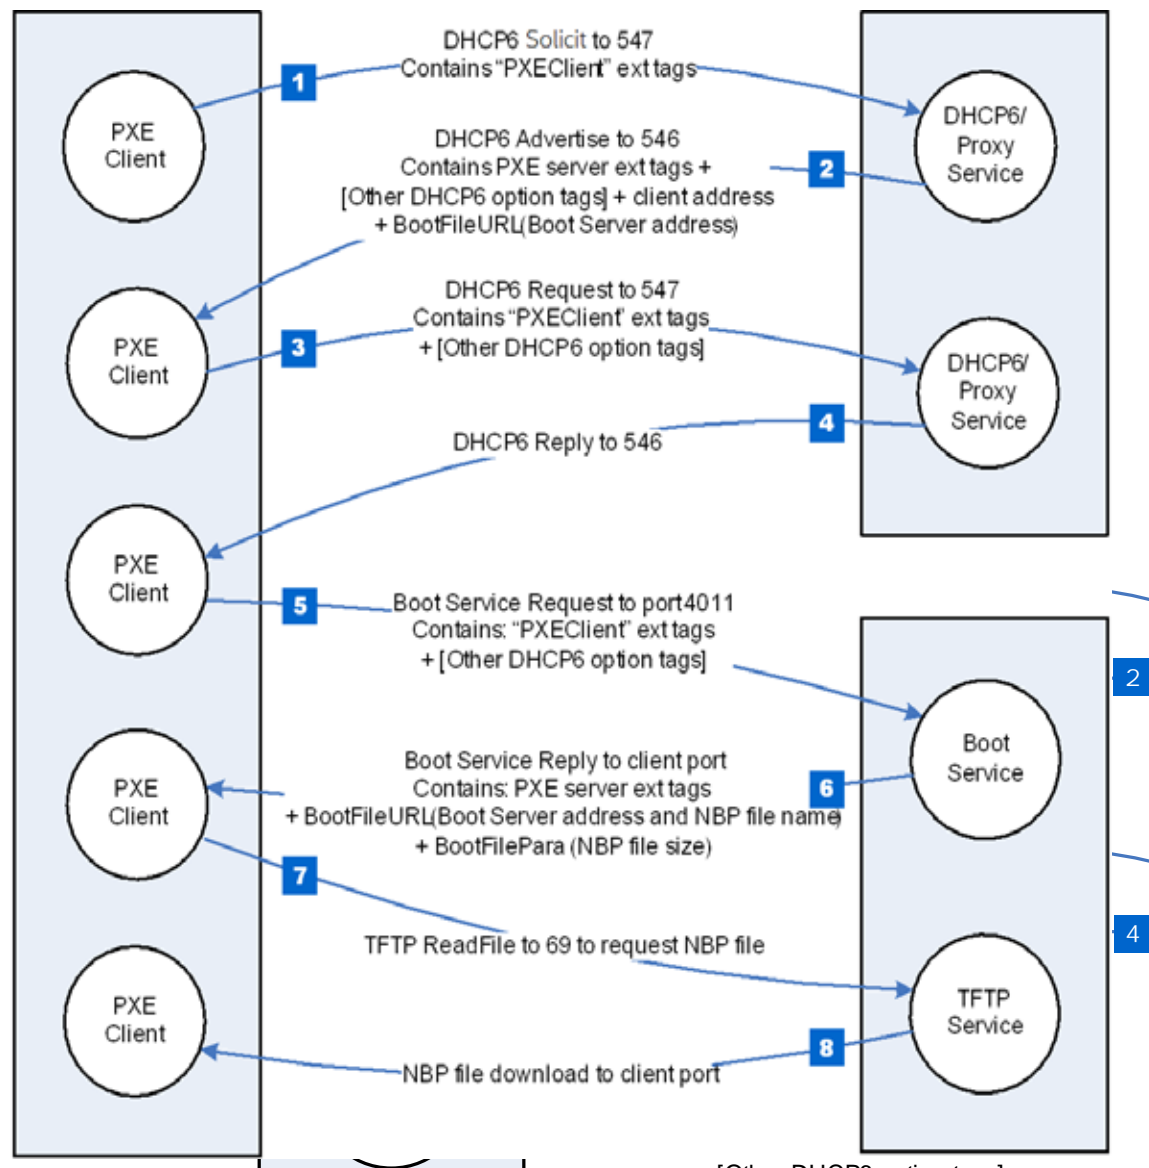 DHCP6 Solicit to 547
Contains “PXEClient” ext tags
1
PXE
Client
DHCP6/
Proxy
Service
DHCP6 Advertise to 546
Contains PXE server ext tags +
[Other DHCP6 option tags] + client address
+ BootFileURL(Boot Server address)
2
DHCP6 Request to 547
Contains “PXEClient” ext tags
+ [Other DHCP6 option tags]
3
PXE
Client
DHCP6/
Proxy
Service
4
DHCP6 Reply to 546
PXE
Client
5
Boot Service Request to port 4011
Contains: “PXEClient” ext tags
+ [Other DHCP6 option tags]
2
Boot
Service
Boot Service Reply to client port
Contains: PXE server ext tags
+ BootFileURL(Boot Server address and NBP file name)
+ BootFilePara (NBP file size)
6
PXE
Client
7
TFTP ReadFile to 69 to request NBP file
4
TFTP
Service
PXE
Client
8
NBP file download to client port